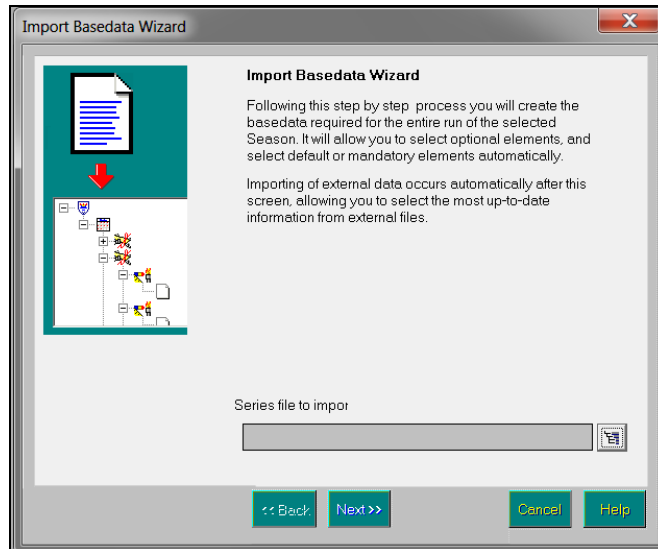 Import Basedata Wizard
Import Basedata Wizard
Following this step by step process you will create the
basedata required for the entire run of the selected
Season. It will allow you to select optional elements, and
select default or mandatory elements automatically.
Importing of external data occurs automatically after this
screen, allowing you to select the most up-to-date
information from external files.
Series file to impor
<< Back
Next >>
Cancel
Help